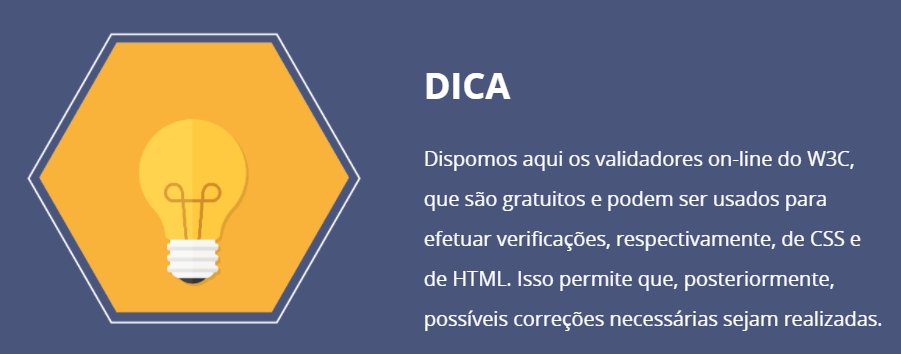 DICA
Dispomos aqui os validadores on-line do W3C,
que são gratuitos e podem ser usados para
efetuar verificações, respectivamente, de CSS e
de HTML. Isso permite que, posteriormente,
possíveis correções necessárias sejam realizadas.